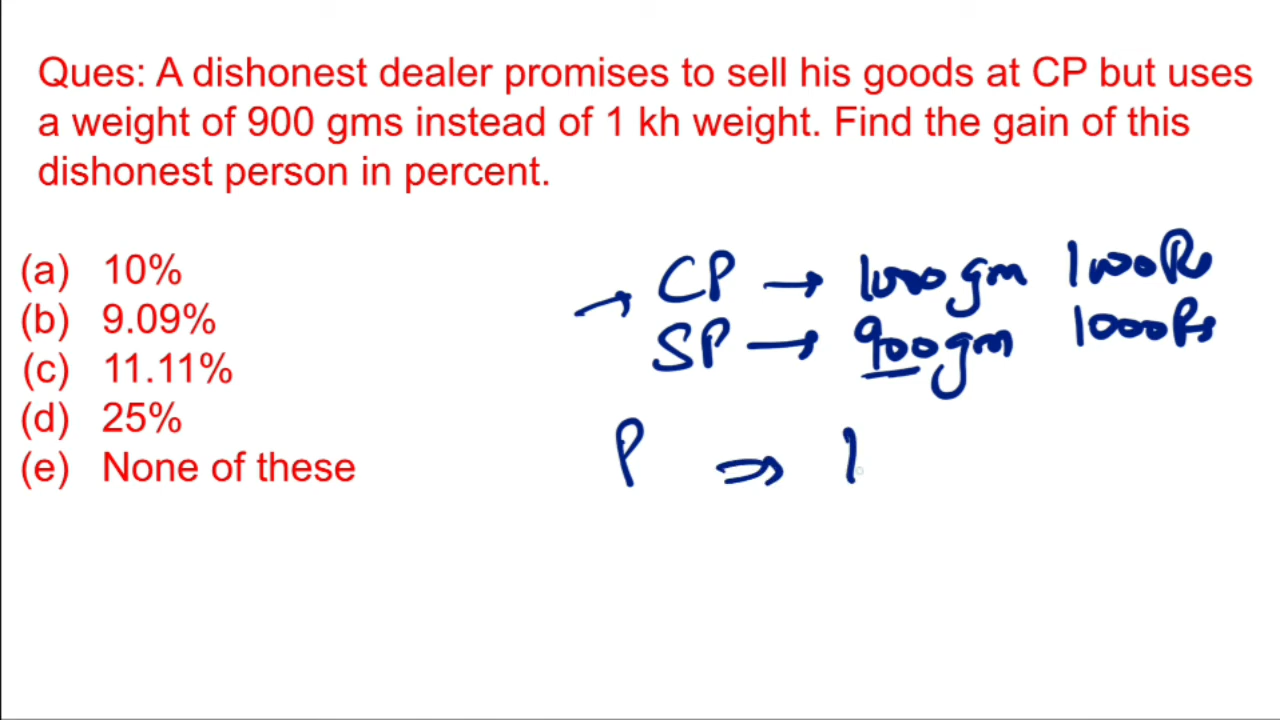 Ques: A dishonest dealer promises to sell his goods at CP but uses
a weight of 900 gms instead of 1 kh weight. Find the gain of this
dishonest person in percent.
(a) 10%
(b) 9.09%
(c) 11.11%
(d) 25%
(e) None of these
→ CP → 1000gm 1000Rs
SP → 900gm 1000Rs
P ⇒ 1